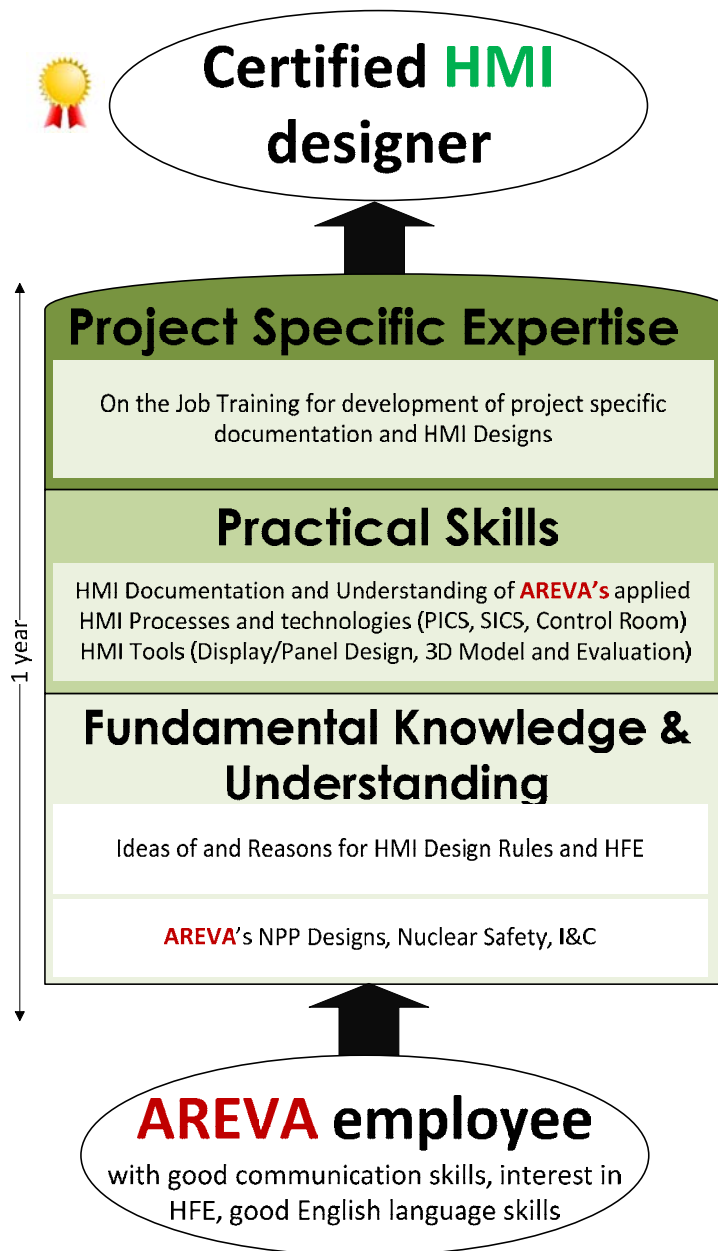 Certified HMI
designer
Project Specific Expertise
On the Job Training for development of project specific
documentation and HMI Designs
Practical Skills
HMI Documentation and Understanding of AREVA's applied
HMI Processes and technologies (PICS, SICS, Control Room)
HMI Tools (Display/Panel Design, 3D Model and Evaluation)
1 year
Fundamental Knowledge &
Understanding
Ideas of and Reasons for HMI Design Rules and HFE
AREVA's NPP Designs, Nuclear Safety, I&C
AREVA employee
with good communication skills, interest in
HFE, good English language skills